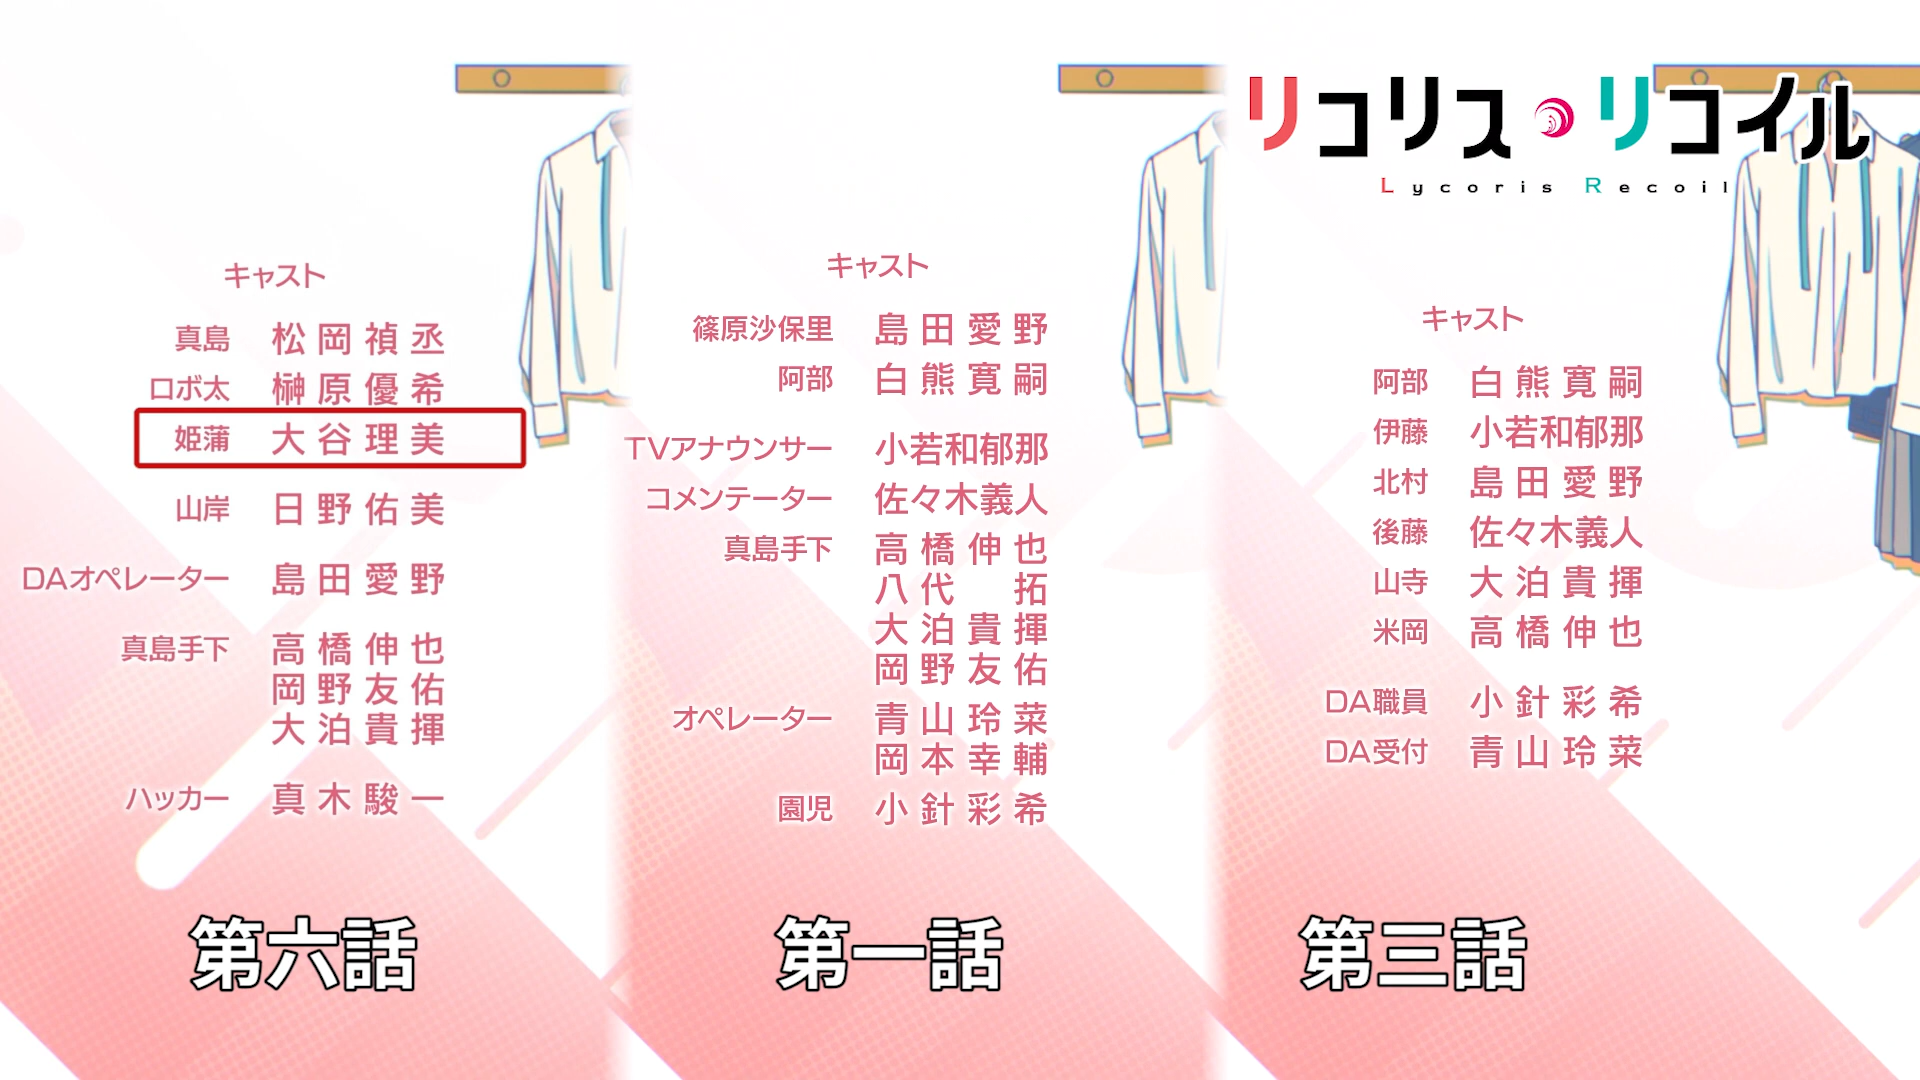 キャスト
真島 松岡禎丞
ロボ太 榊原優希
姫蒲 大谷理美
山岸 日野佑美
DAオペレーター 島田愛野
真島手下 高橋伸也
岡野友佑
大泊貴揮
ハッカー 真木駿一
第六話
キャスト
篠原沙保里 島田愛野
阿部 白熊寛嗣
TVアナウンサー 小若和郁那
コメンテーター 佐々木義人
真島手下 高橋伸也
八代 拓
大泊貴揮
岡野友佑
オペレーター 青山玲菜
岡本幸輔
園児 小針彩希
第一話
リコリス・リコイル
Lycoris Recoil
キャスト
阿部 白熊寛嗣
伊藤 小若和郁那
北村 島田愛野
後藤 佐々木義人
山寺 大泊貴揮
米岡 高橋伸也
DA職員 小針彩希
DA受付 青山玲菜
第三話